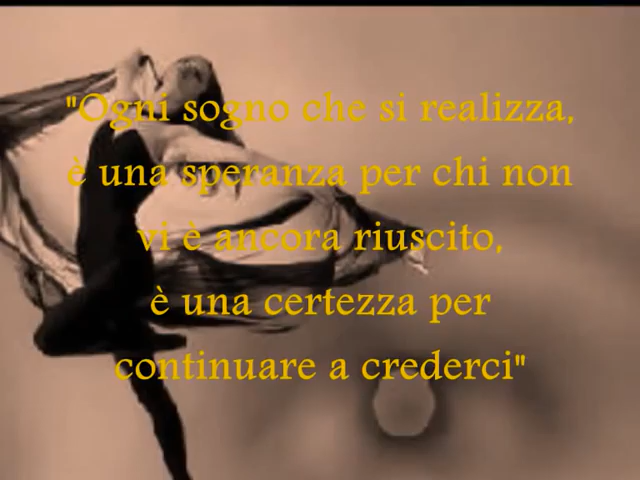 "Ogni sogno che si realizza,
è una speranza per chi non
vi è ancora riuscito,
è una certezza per
continuare a crederci"